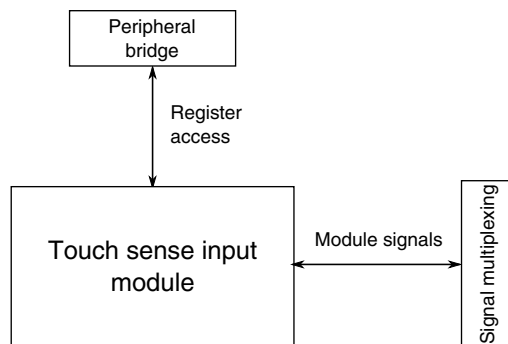 Peripheral
bridge
Register
access
Touch sense input
module
Module signals
Signal multiplexing